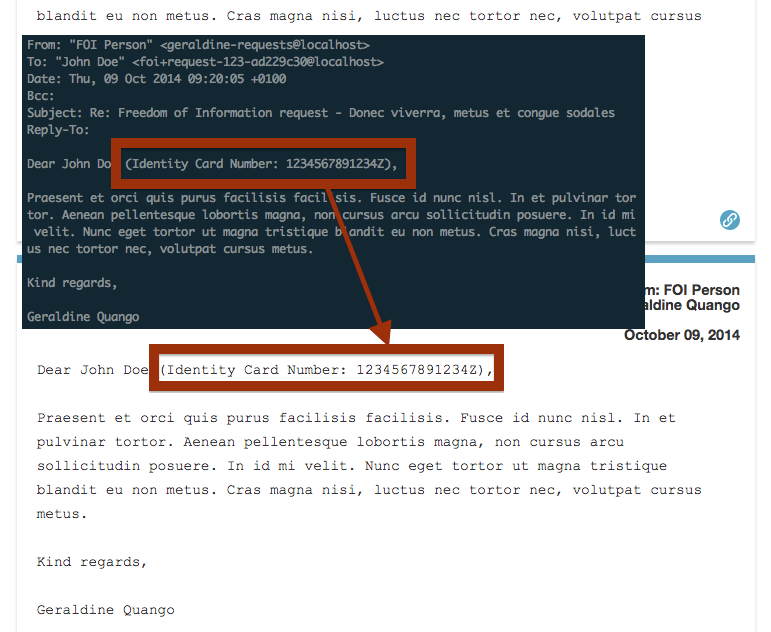 blandit eu non metus. Cras magna nisi, luctus nec tortor nec, volutpat cursus
From: "FOI Person" <geraldine-requests@localhost>
To: "John Doe" <foi+request-123-ad229c30@localhost>
Date: Thu, 09 Oct 2014 09:20:05 +0100
Bcc:
Subject: Re: Freedom of Information request - Donec viverra, metus et congue sodales
Reply-To:
Dear John Do (Identity Card Number: 1234567891234Z),
Praesent et orci quis purus facilisis facilisis. Fusce id nunc nisl. In et pulvinar tor
tor. Aenean pellentesque lobortis magna, non cursus arcu sollicitudin posuere. In id mi
velit. Nunc eget tortor ut magna tristique blandit eu non metus. Cras magna nisi, luct
us nec tortor nec, volutpat cursus metus.
Kind regards,
Geraldine Quango
m: FOI Person
aldine Quango
October 09, 2014
Dear John Doe (Identity Card Number: 1234567891234Z),
Praesent et orci quis purus facilisis facilisis. Fusce id nunc nisl. In et
pulvinar tortor. Aenean pellentesque lobortis magna, non cursus arcu
sollicitudin posuere. In id mi velit. Nunc eget tortor ut magna tristique
blandit eu non metus. Cras magna nisi, luctus nec tortor nec, volutpat cursus
metus.
Kind regards,
Geraldine Quango